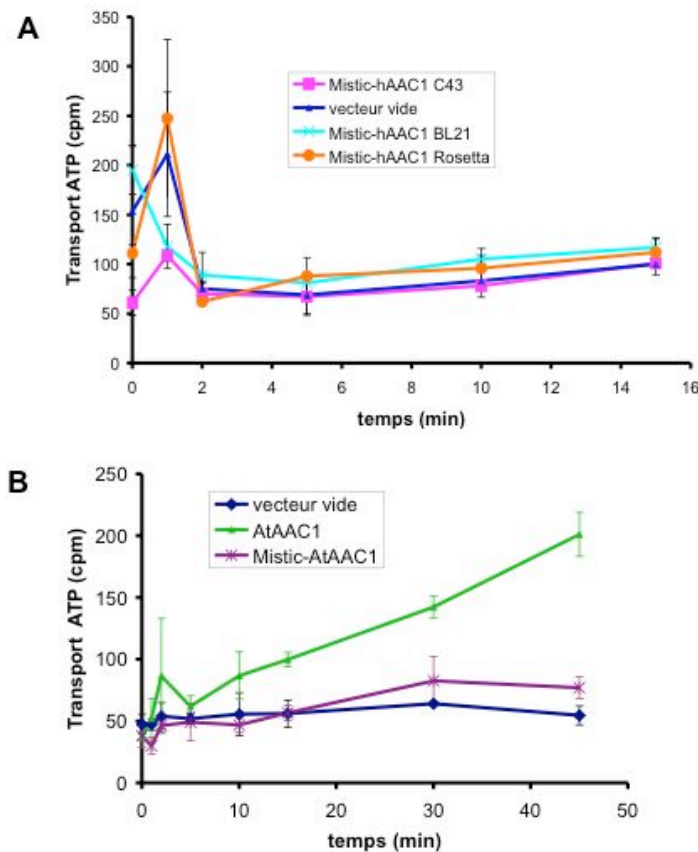 A
Transport ATP (cpm)
350
300
250
200
150
100
50
0
Mistic-hAAC1 C43
vecteur vide
Mistic-hAAC1 BL21
Mistic-hAAC1 Rosetta
0 2 4 6 8 10 12 14 16
temps (min)
B
Transport ATP (cpm)
250
200
150
100
50
0
vecteur vide
AtAAC1
Mistic-AtAAC1
0 10 20 30 40 50
temps (min)